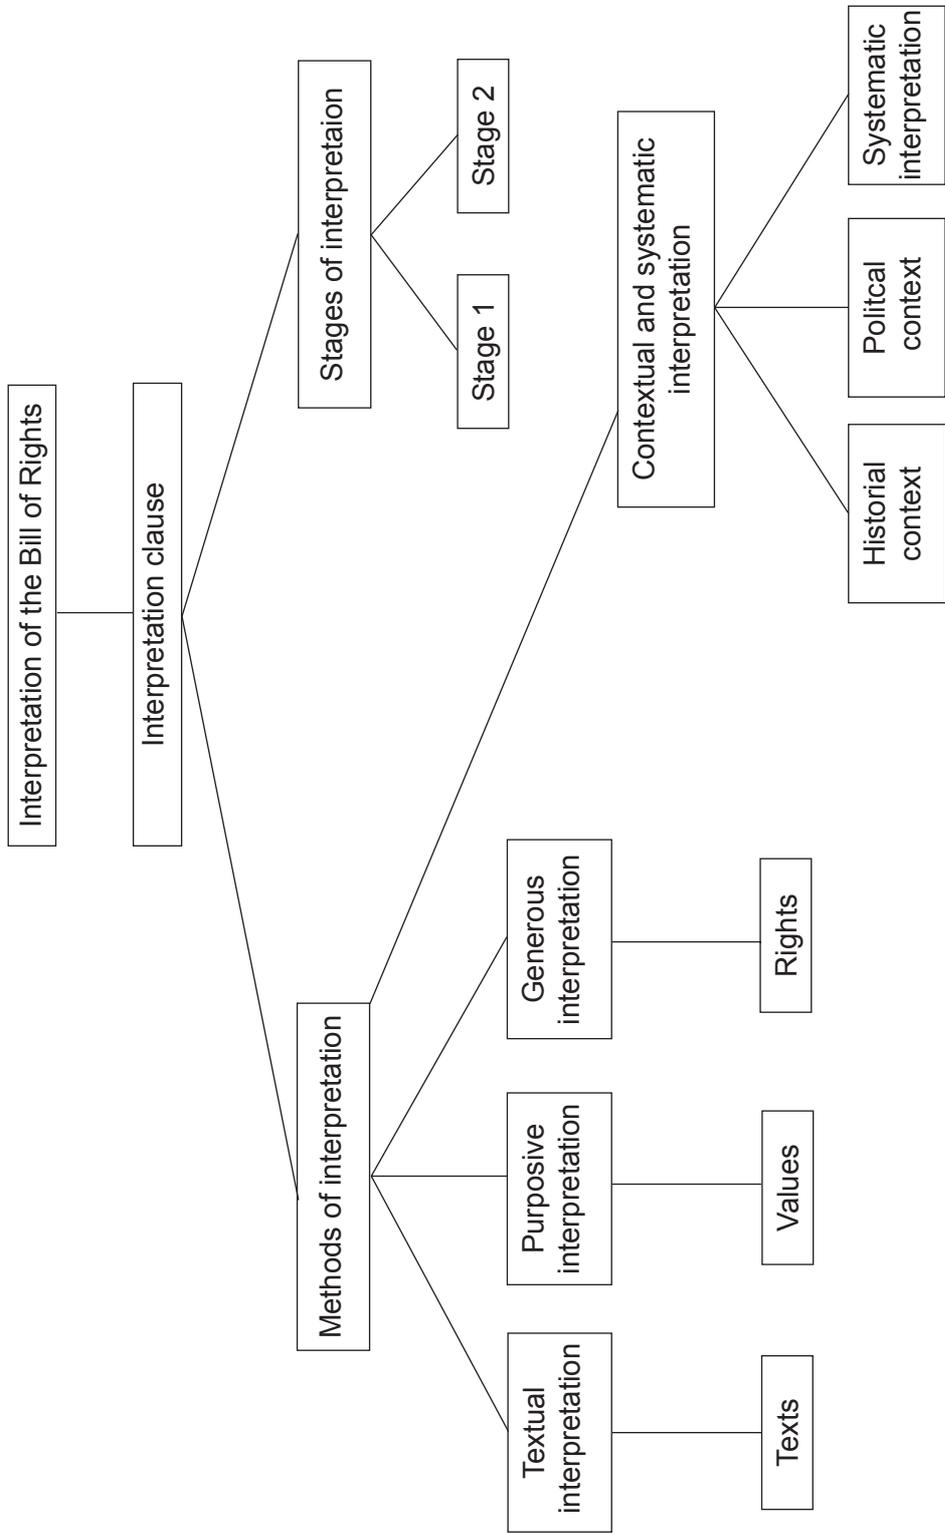 Interpretation of the Bill of Rights
Interpretation clause
Methods of interpretation
Stages of interpretaion
Stage 1
Stage 2
Textual
interpretation
Purposive
interpretation
Generous
interpretation
Contextual and systematic
interpretation
Texts
Values
Rights
Historial
context
Politcal
context
Systematic
interpretation